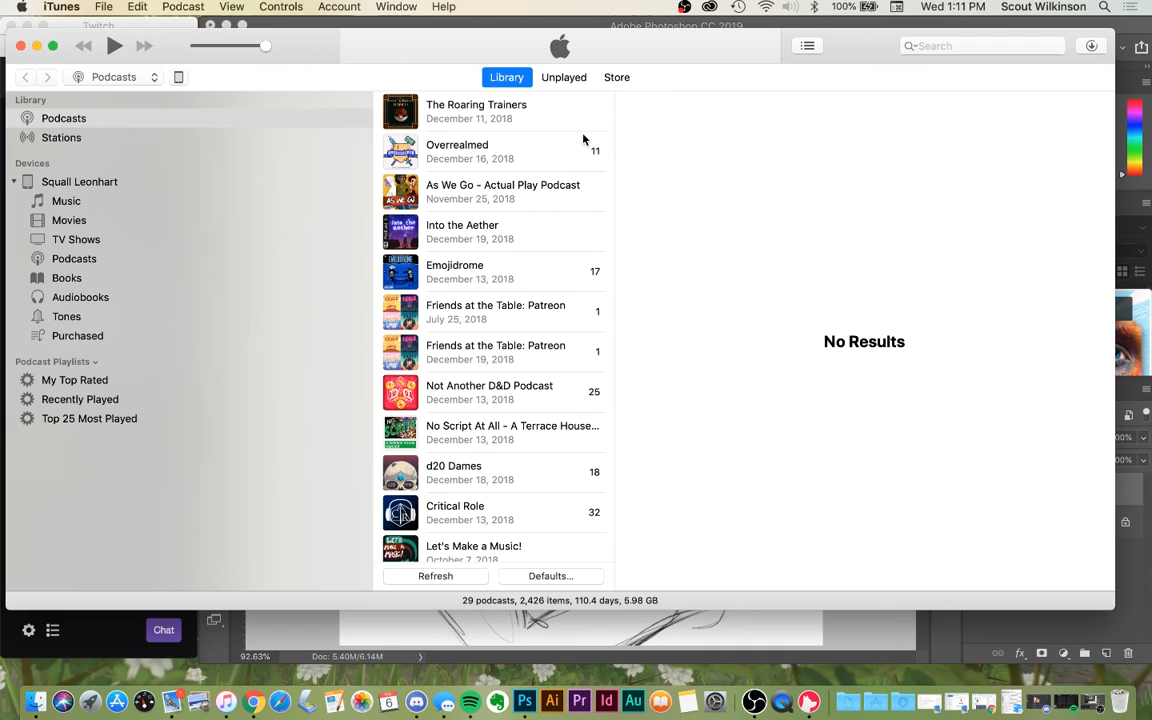 iTunes File Edit Podcast View Controls Account Window Help 100% Wed 1:11 PM Scout Wilkinson
Twitch Adobe Photoshop CC 2019
Search
Podcasts Library Unplayed Store
Library
Podcasts
Stations
Devices
Squall Leonhart
Music
Movies
TV Shows
Podcasts
Books
Audiobooks
Tones
Purchased
Podcast Playlists
My Top Rated
Recently Played
Top 25 Most Played
The Roaring Trainers
December 11, 2018
Overrealmed
December 16, 2018
11
As We Go - Actual Play Podcast
November 25, 2018
Into the Aether
December 19, 2018
Emojidrome
December 13, 2018
17
Friends at the Table: Patreon
July 25, 2018
1
Friends at the Table: Patreon
December 19, 2018
1
Not Another D&D Podcast
December 13, 2018
25
No Script At All - A Terrace House...
December 13, 2018
d20 Dames
December 18, 2018
18
Critical Role
December 13, 2018
32
Let's Make a Music!
October 7, 2018
Refresh Defaults...
No Results
29 podcasts, 2,426 items, 110.4 days, 5.98 GB
Chat
92.63% Doc: 5.40M/6.14M